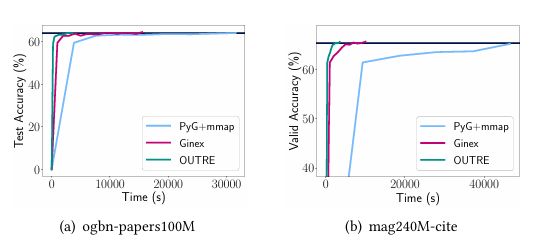 Test Accuracy (%)
60
40
20
0
0
10000
20000
30000
Time (s)
PyG+mmap
Ginex
OUTRE
(a) ogbn-papers100M
Valid Accuracy (%)
60
50
40
0
20000
40000
Time (s)
PyG+mmap
Ginex
OUTRE
(b) mag240M-cite